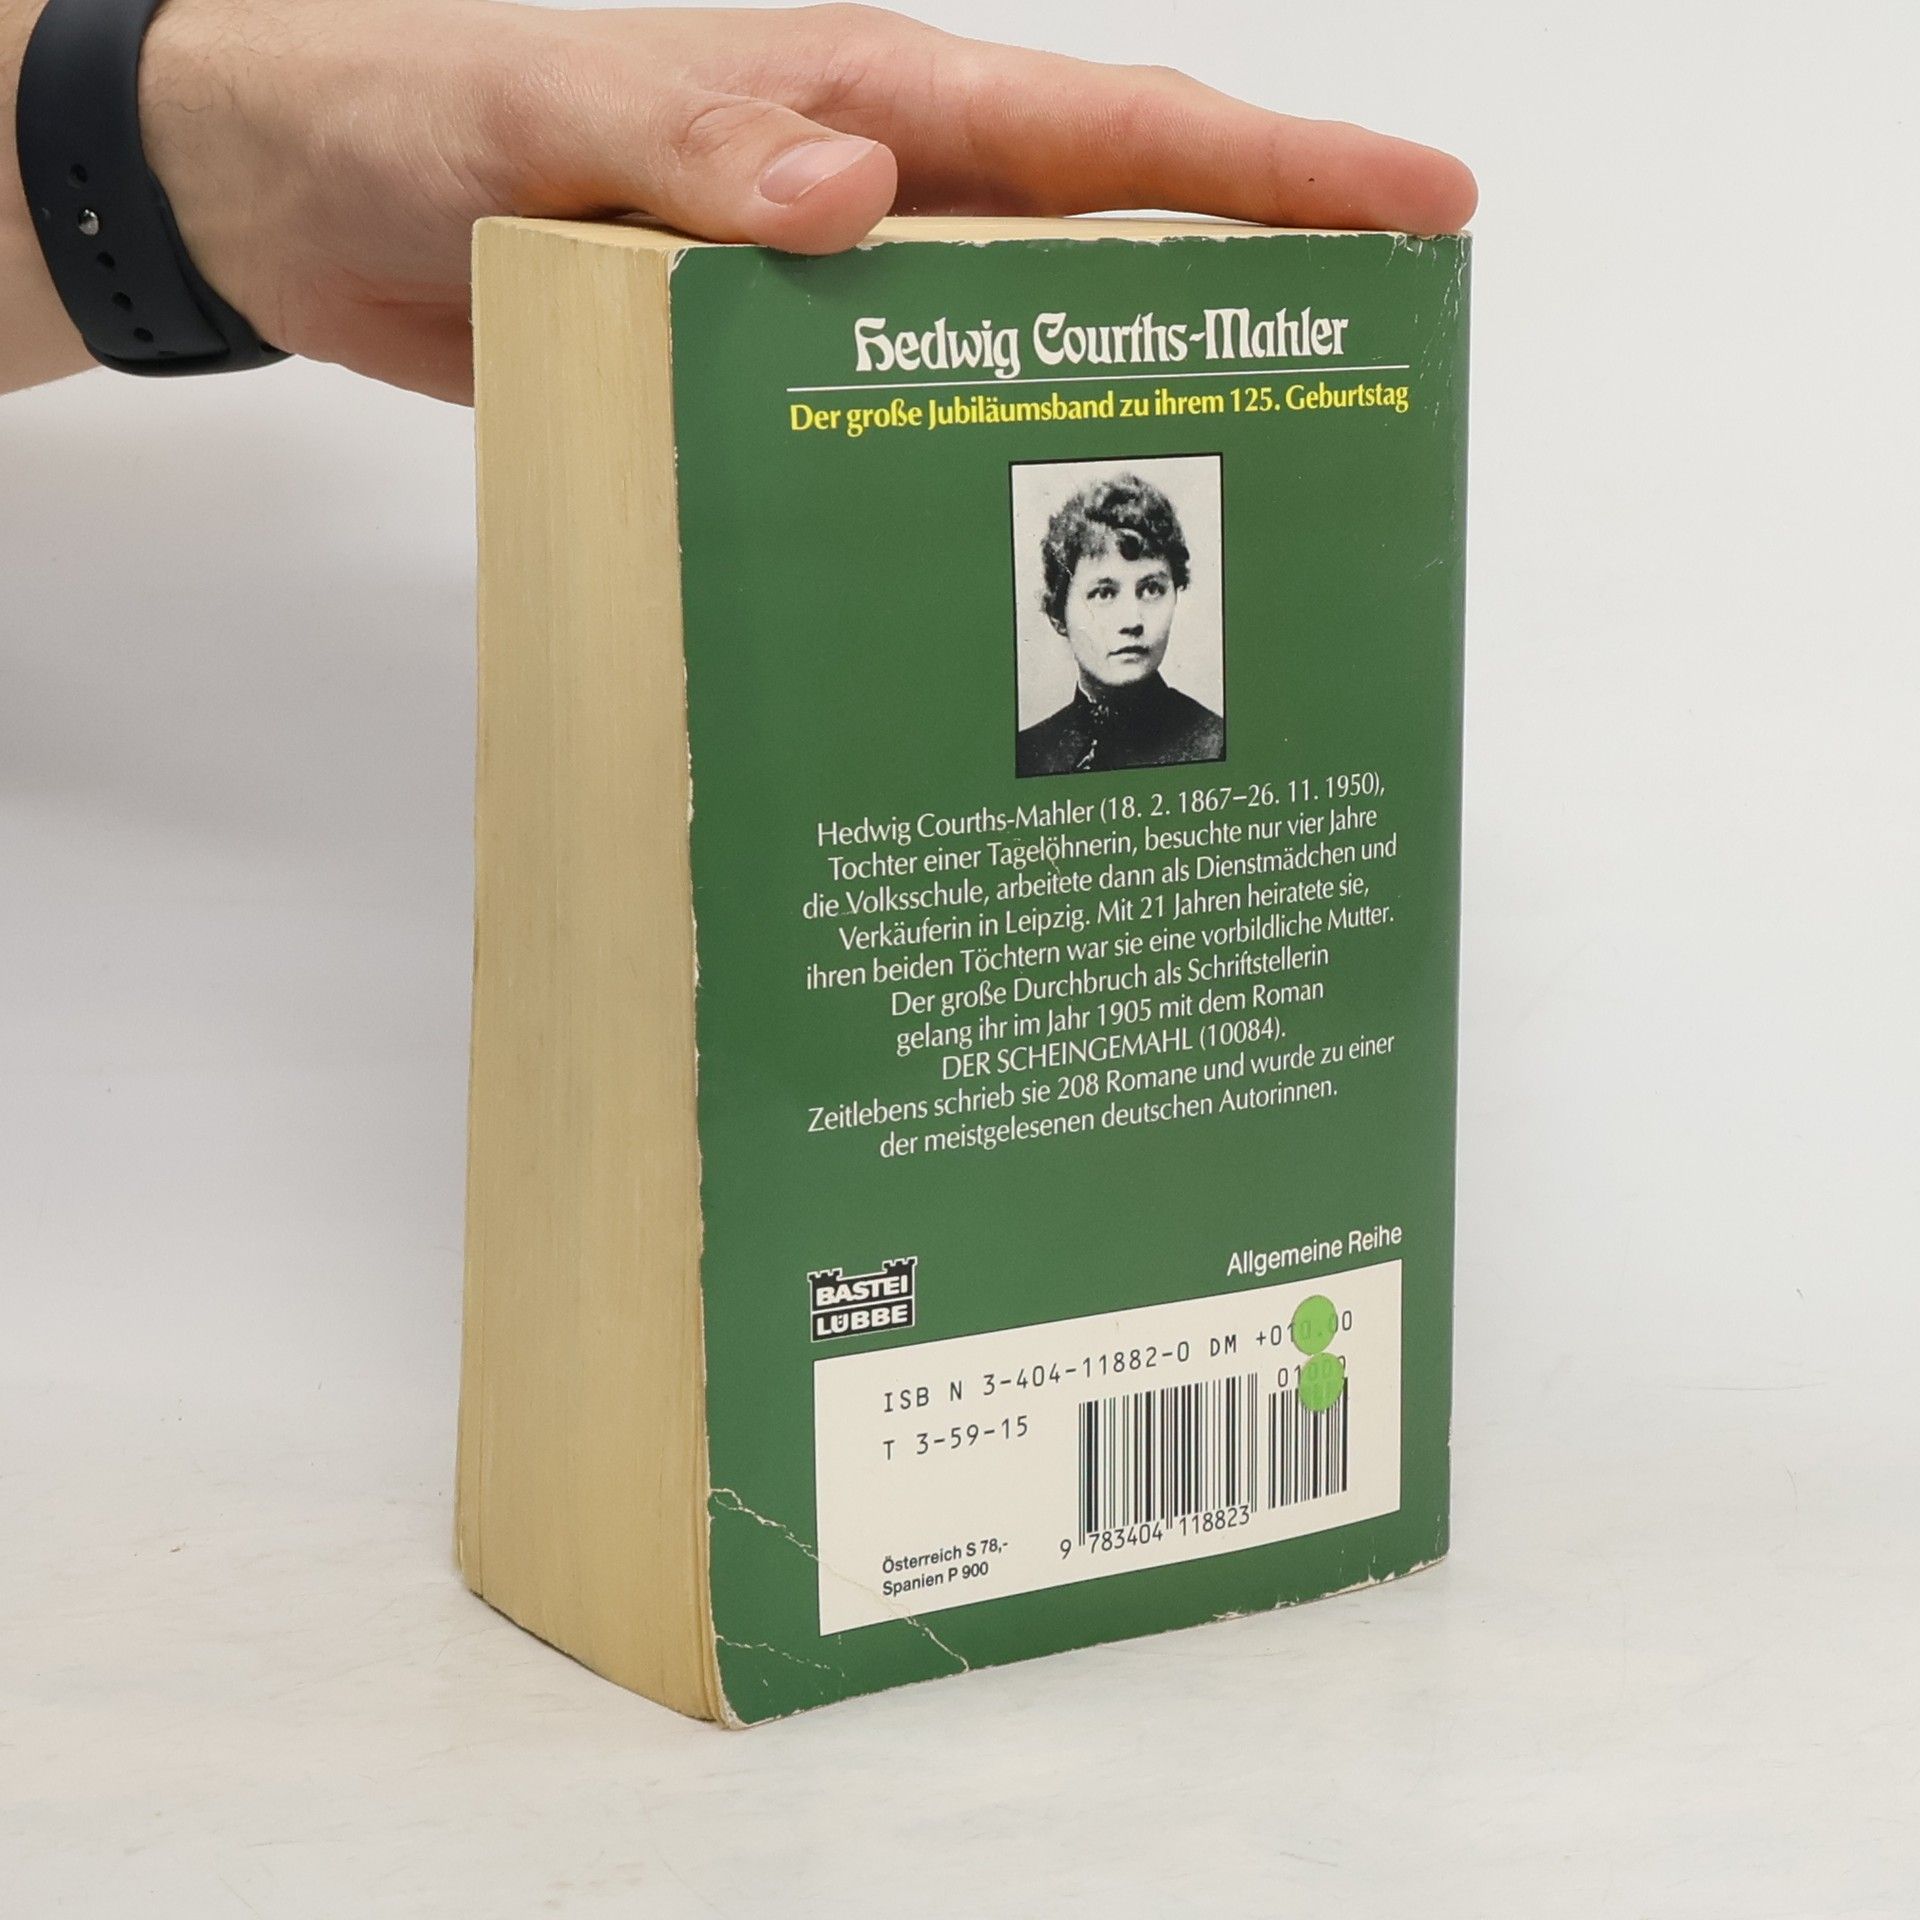 Hedwig Courths-Mahler
Der große Jubiläumsband zu ihrem 125. Geburtstag
Hedwig Courths-Mahler (18. 2. 1867–26. 11. 1950),
Tochter einer Tagelöhnerin, besuchte nur vier Jahre
die Volksschule, arbeitete dann als Dienstmädchen und
Verkäuferin in Leipzig. Mit 21 Jahren heiratete sie,
ihren beiden Töchtern war sie eine vorbildliche Mutter.
Der große Durchbruch als Schriftstellerin
gelang ihr im Jahr 1905 mit dem Roman
DER SCHEINGEMAHL (10084).
Zeitlebens schrieb sie 208 Romane und wurde zu einer
der meistgelesenen deutschen Autorinnen.
BASTEI
LÜBBE
Allgemeine Reihe
ISBN 3-404-11882-0 DM +010.00
01000
T 3-59-15
9 783404 118823
Österreich S 78,-
Spanien P 900